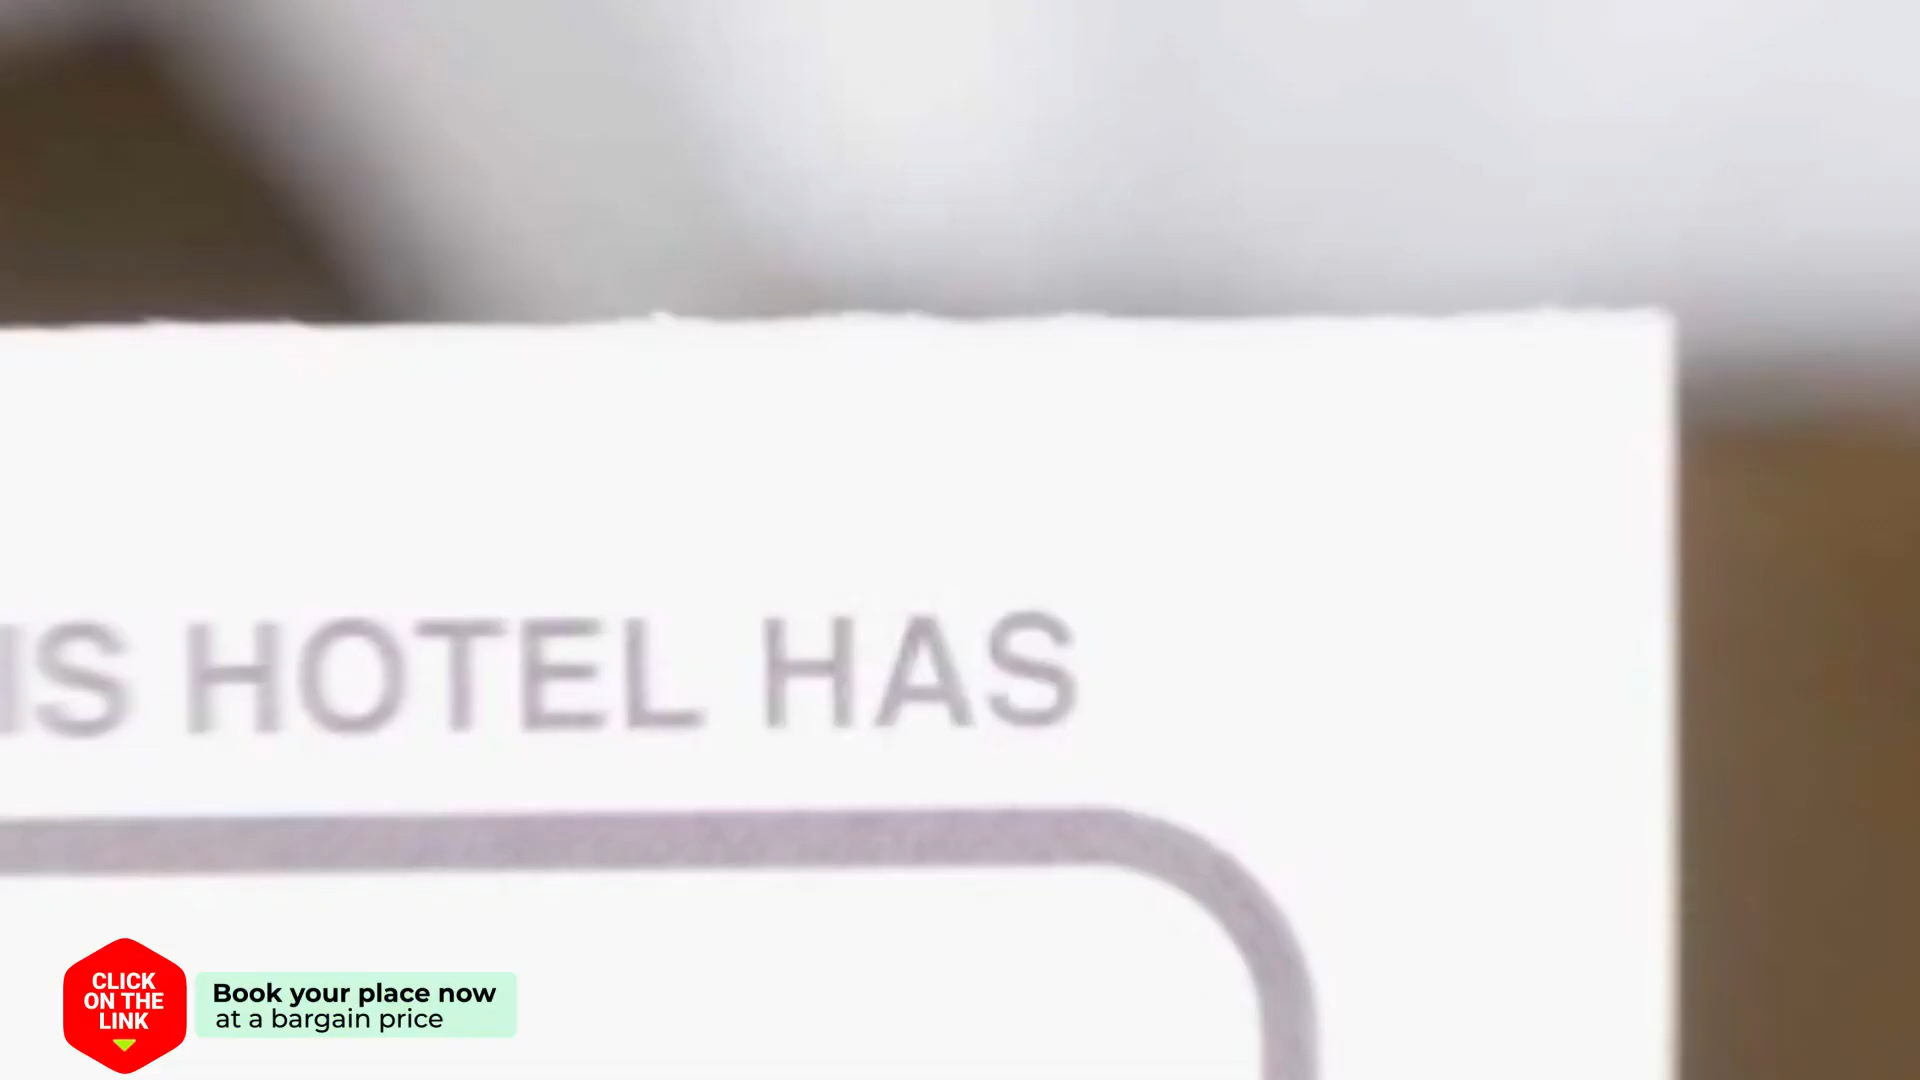 IS HOTEL HAS
CLICK
ON THE
LINK
Book your place now
at a bargain price